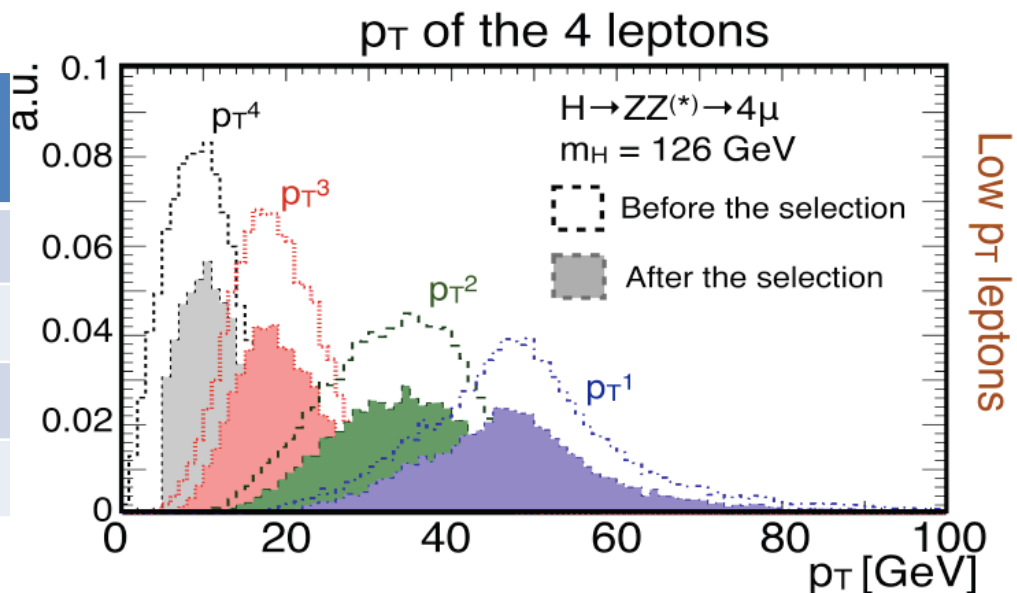 pT of the 4 leptons
a.u.
0.1
0.08
0.06
0.04
0.02
0
pT4
pT3
pT2
pT1
H→ZZ(*)→4μ
mH = 126 GeV
Before the selection
After the selection
0 20 40 60 80 100
pT [GeV]
Low pT leptons